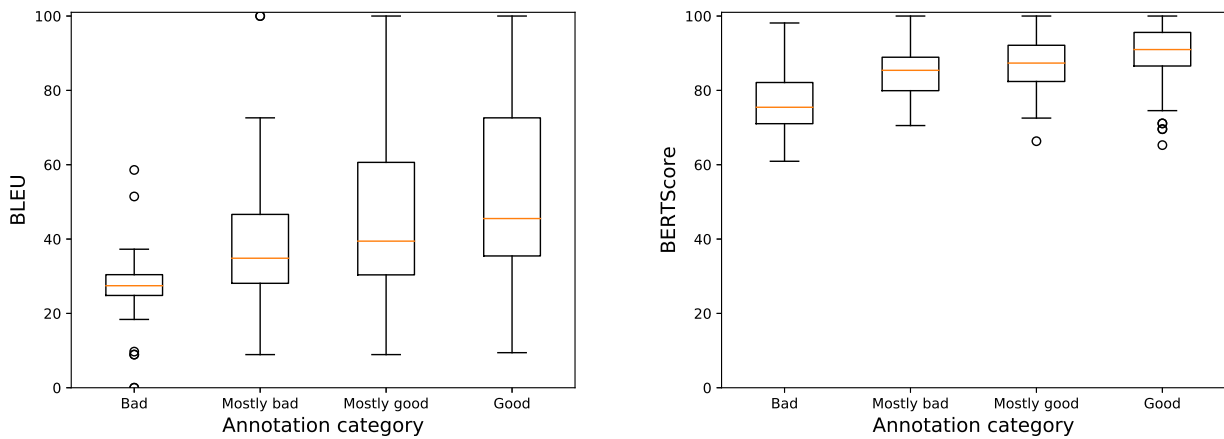 100
80
60
40
20
0
BLEU
Bad
Mostly bad
Mostly good
Good
Annotation category
100
80
60
40
20
0
BERTScore
Bad
Mostly bad
Mostly good
Good
Annotation category